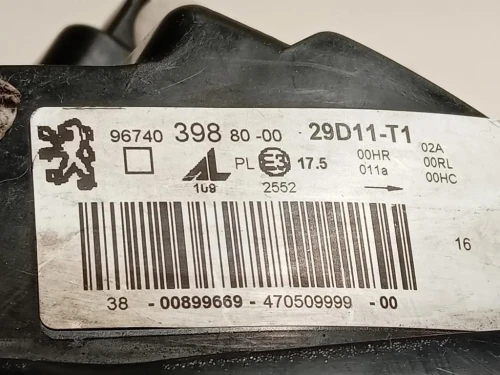 96740 398 80-00 29D11-T1
AL PL E3 17.5 00HR 02A
011a 00RL
00HC
109 2552
16
38 - 00899669 - 470509999 - 00